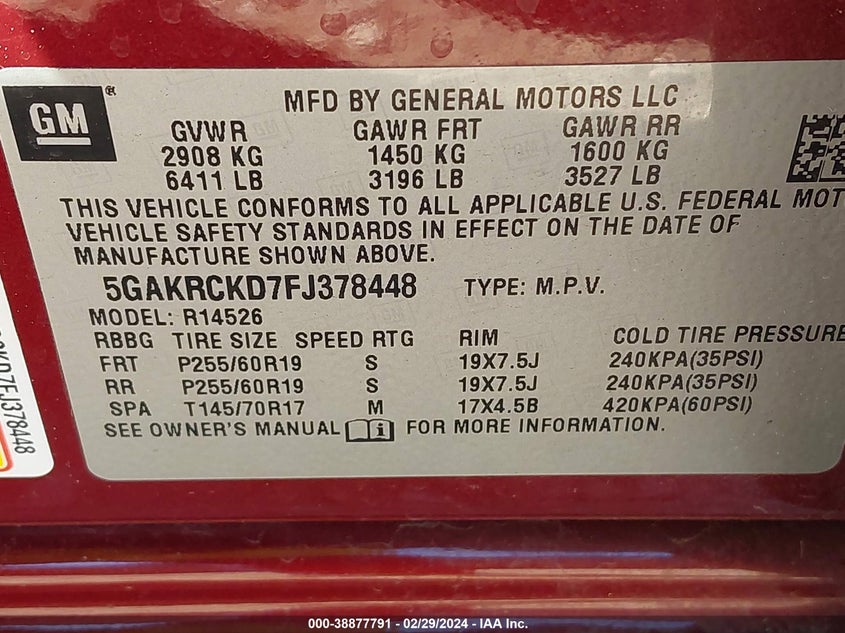 GM ®
MFD BY GENERAL MOTORS LLC
GVWR GAWR FRT GAWR RR
2908 KG 1450 KG 1600 KG
6411 LB 3196 LB 3527 LB
THIS VEHICLE CONFORMS TO ALL APPLICABLE U.S. FEDERAL MOT
VEHICLE SAFETY STANDARDS IN EFFECT ON THE DATE OF
MANUFACTURE SHOWN ABOVE.
5GAKRCKD7FJ378448 TYPE: M.P.V.
MODEL: R14526
RBBG TIRE SIZE SPEED RTG RIM COLD TIRE PRESSURE
FRT P255/60R19 S 19X7.5J 240KPA(35PSI)
RR P255/60R19 S 19X7.5J 240KPA(35PSI)
SPA T145/70R17 M 17X4.5B 420KPA(60PSI)
SEE OWNER'S MANUAL FOR MORE INFORMATION.
KD7FJ378448
000-38877791 - 02/29/2024 - IAA Inc.